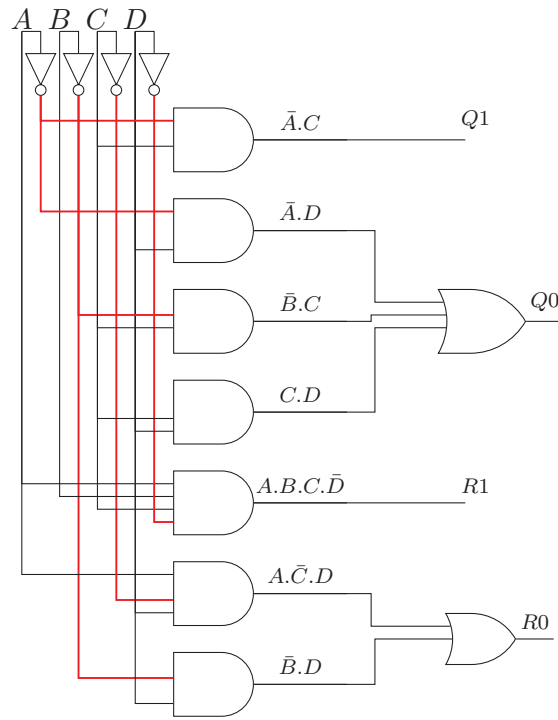 A B C D
Ā.C
Q1
Ā.D
B̄.C
Q0
C.D
A.B.C.D̄
R1
A.C̄.D
R0
B̄.D